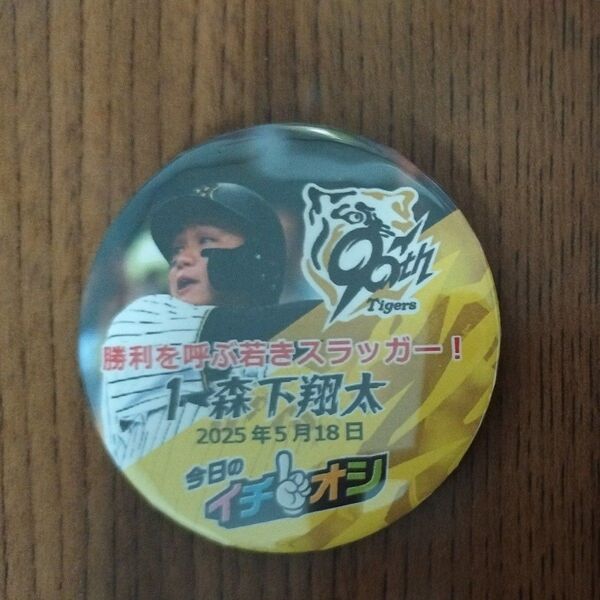 90th
Tigers
勝利を呼ぶ若きスラッガー！
1 森下翔太
2025年5月18日
今日の
イチオシ